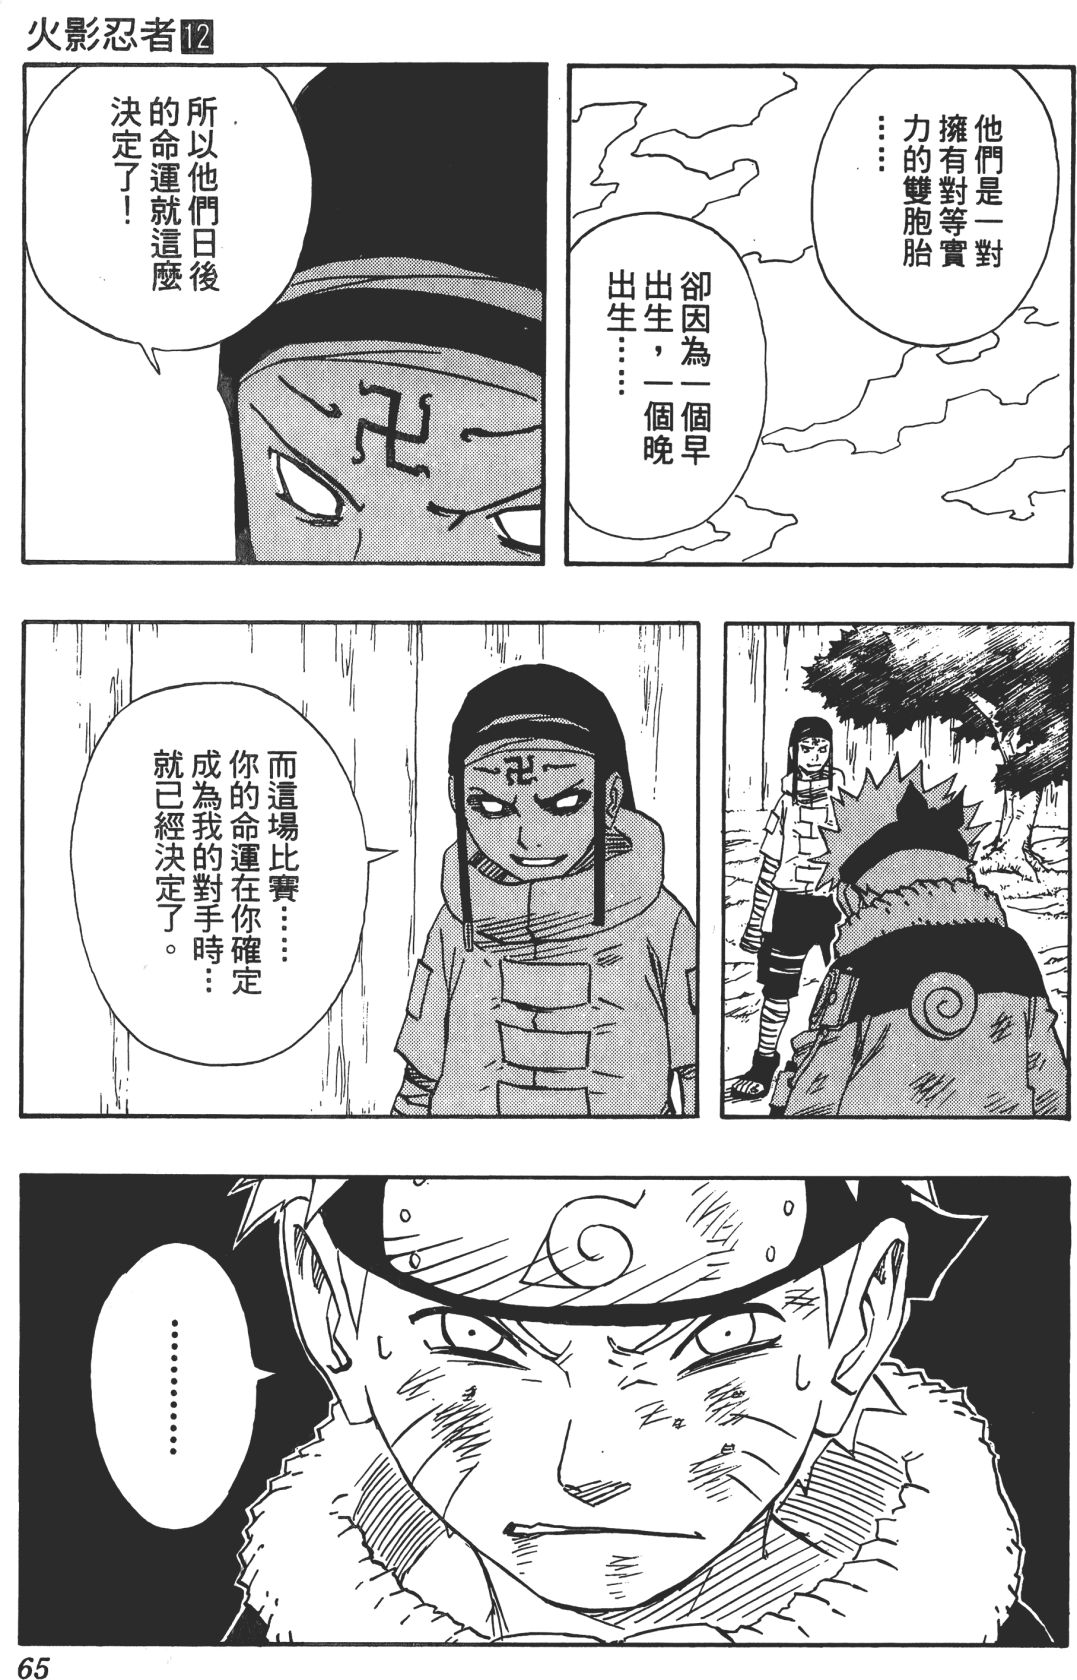 火影忍者12
他們是一對
擁有對等實
力的雙胞胎
……
卻因為一個早
出生，一個晚
出生……
所以他們日後
的命運就這麼
決定了！
而這場比賽……
你的命運在你確定
成為我的對手時…
就已經決定了。
…………
65